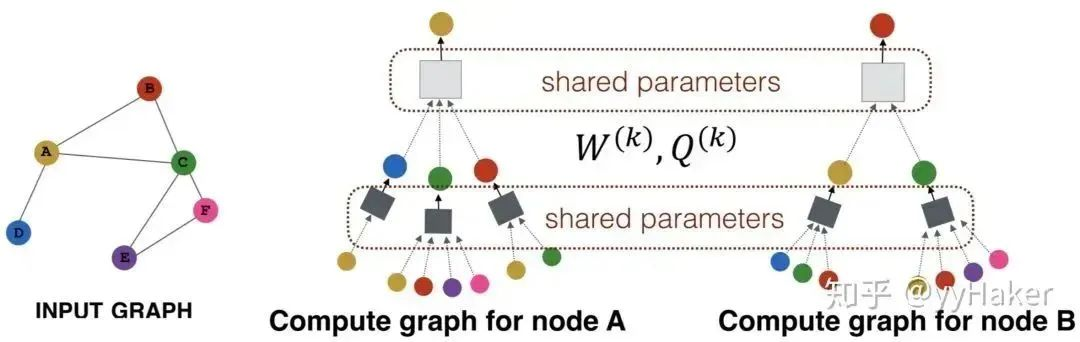 B
A
C
F
D
E
INPUT GRAPH
shared parameters
W^(k), Q^(k)
shared parameters
Compute graph for node A
Compute graph for node B
知乎 @yyHaker